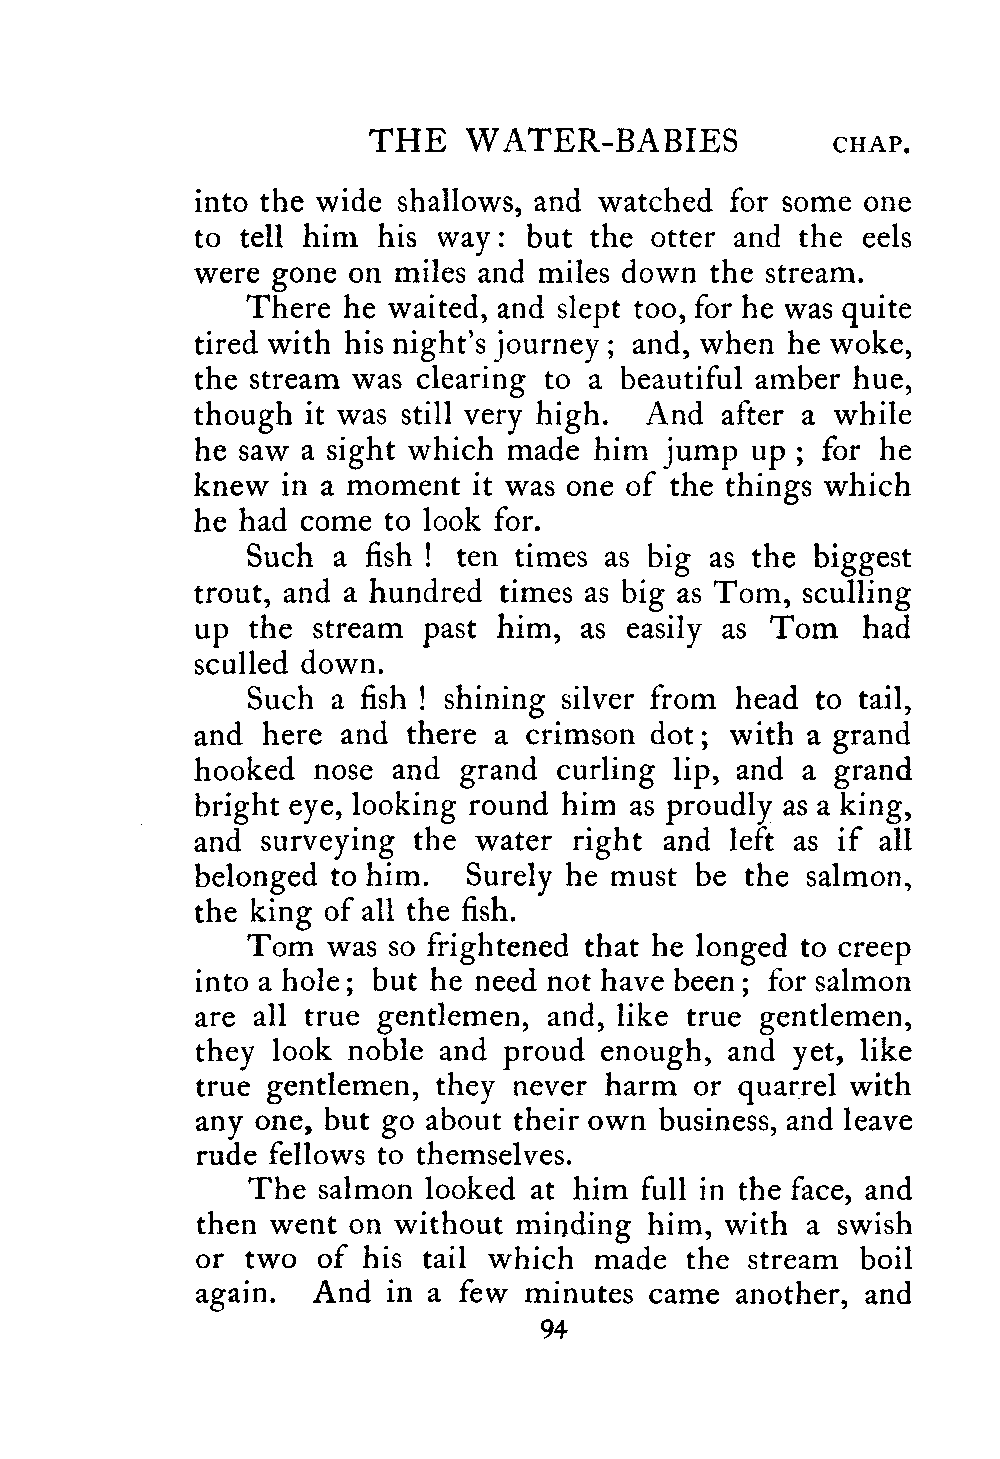 THE WATER-BABIES CHAP.
into the wide shallows, and watched for some one
to tell him his way: but the otter and the eels
were gone on miles and miles down the stream.
There he waited, and slept too, for he was quite
tired with his night's journey ; and, when he woke,
the stream was clearing to a beautiful amber hue,
though it was still very high. And after a while
he saw a sight which made him jump up ; for he
knew in a moment it was one of the things which
he had come to look for.
Such a fish ! ten times as big as the biggest
trout, and a hundred times as big as Tom, sculling
up the stream past him, as easily as Tom had
sculled down.
Such a fish ! shining silver from head to tail,
and here and there a crimson dot ; with a grand
hooked nose and grand curling lip, and a grand
bright eye, looking round him as proudly as a king,
and surveying the water right and left as if all
belonged to him. Surely he must be the salmon,
the king of all the fish.
Tom was so frightened that he longed to creep
into a hole ; but he need not have been ; for salmon
are all true gentlemen, and, like true gentlemen,
they look noble and proud enough, and yet, like
true gentlemen, they never harm or quarrel with
any one, but go about their own business, and leave
rude fellows to themselves.
The salmon looked at him full in the face, and
then went on without minding him, with a swish
or two of his tail which made the stream boil
again. And in a few minutes came another, and
94